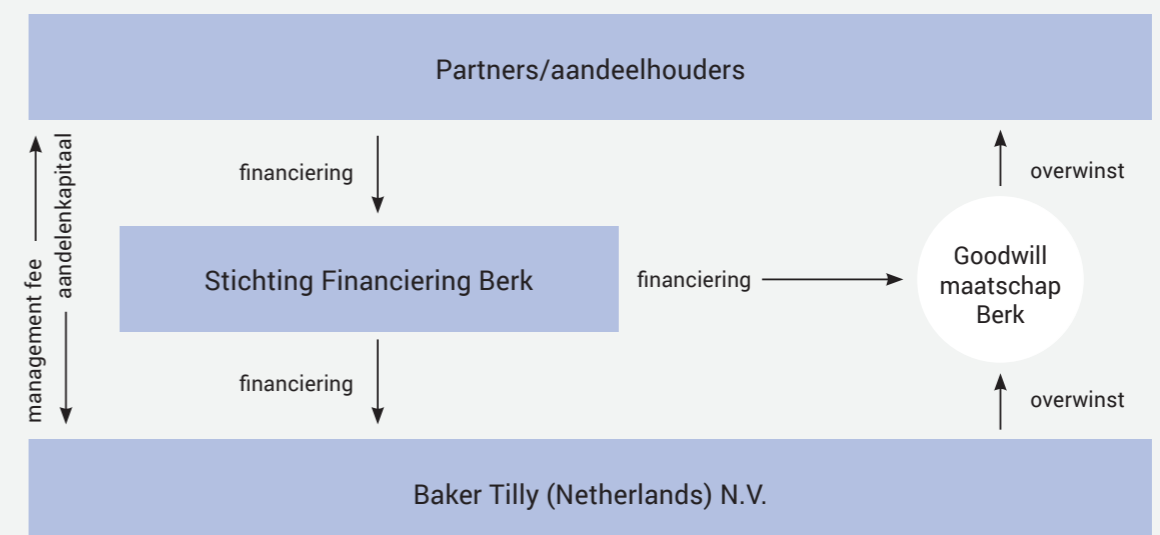 Partners/aandeelhouders
management fee
aandelenkapitaal
financiering
overwinst
Stichting Financiering Berk
financiering
Goodwill
maatschap
Berk
financiering
overwinst
Baker Tilly (Netherlands) N.V.